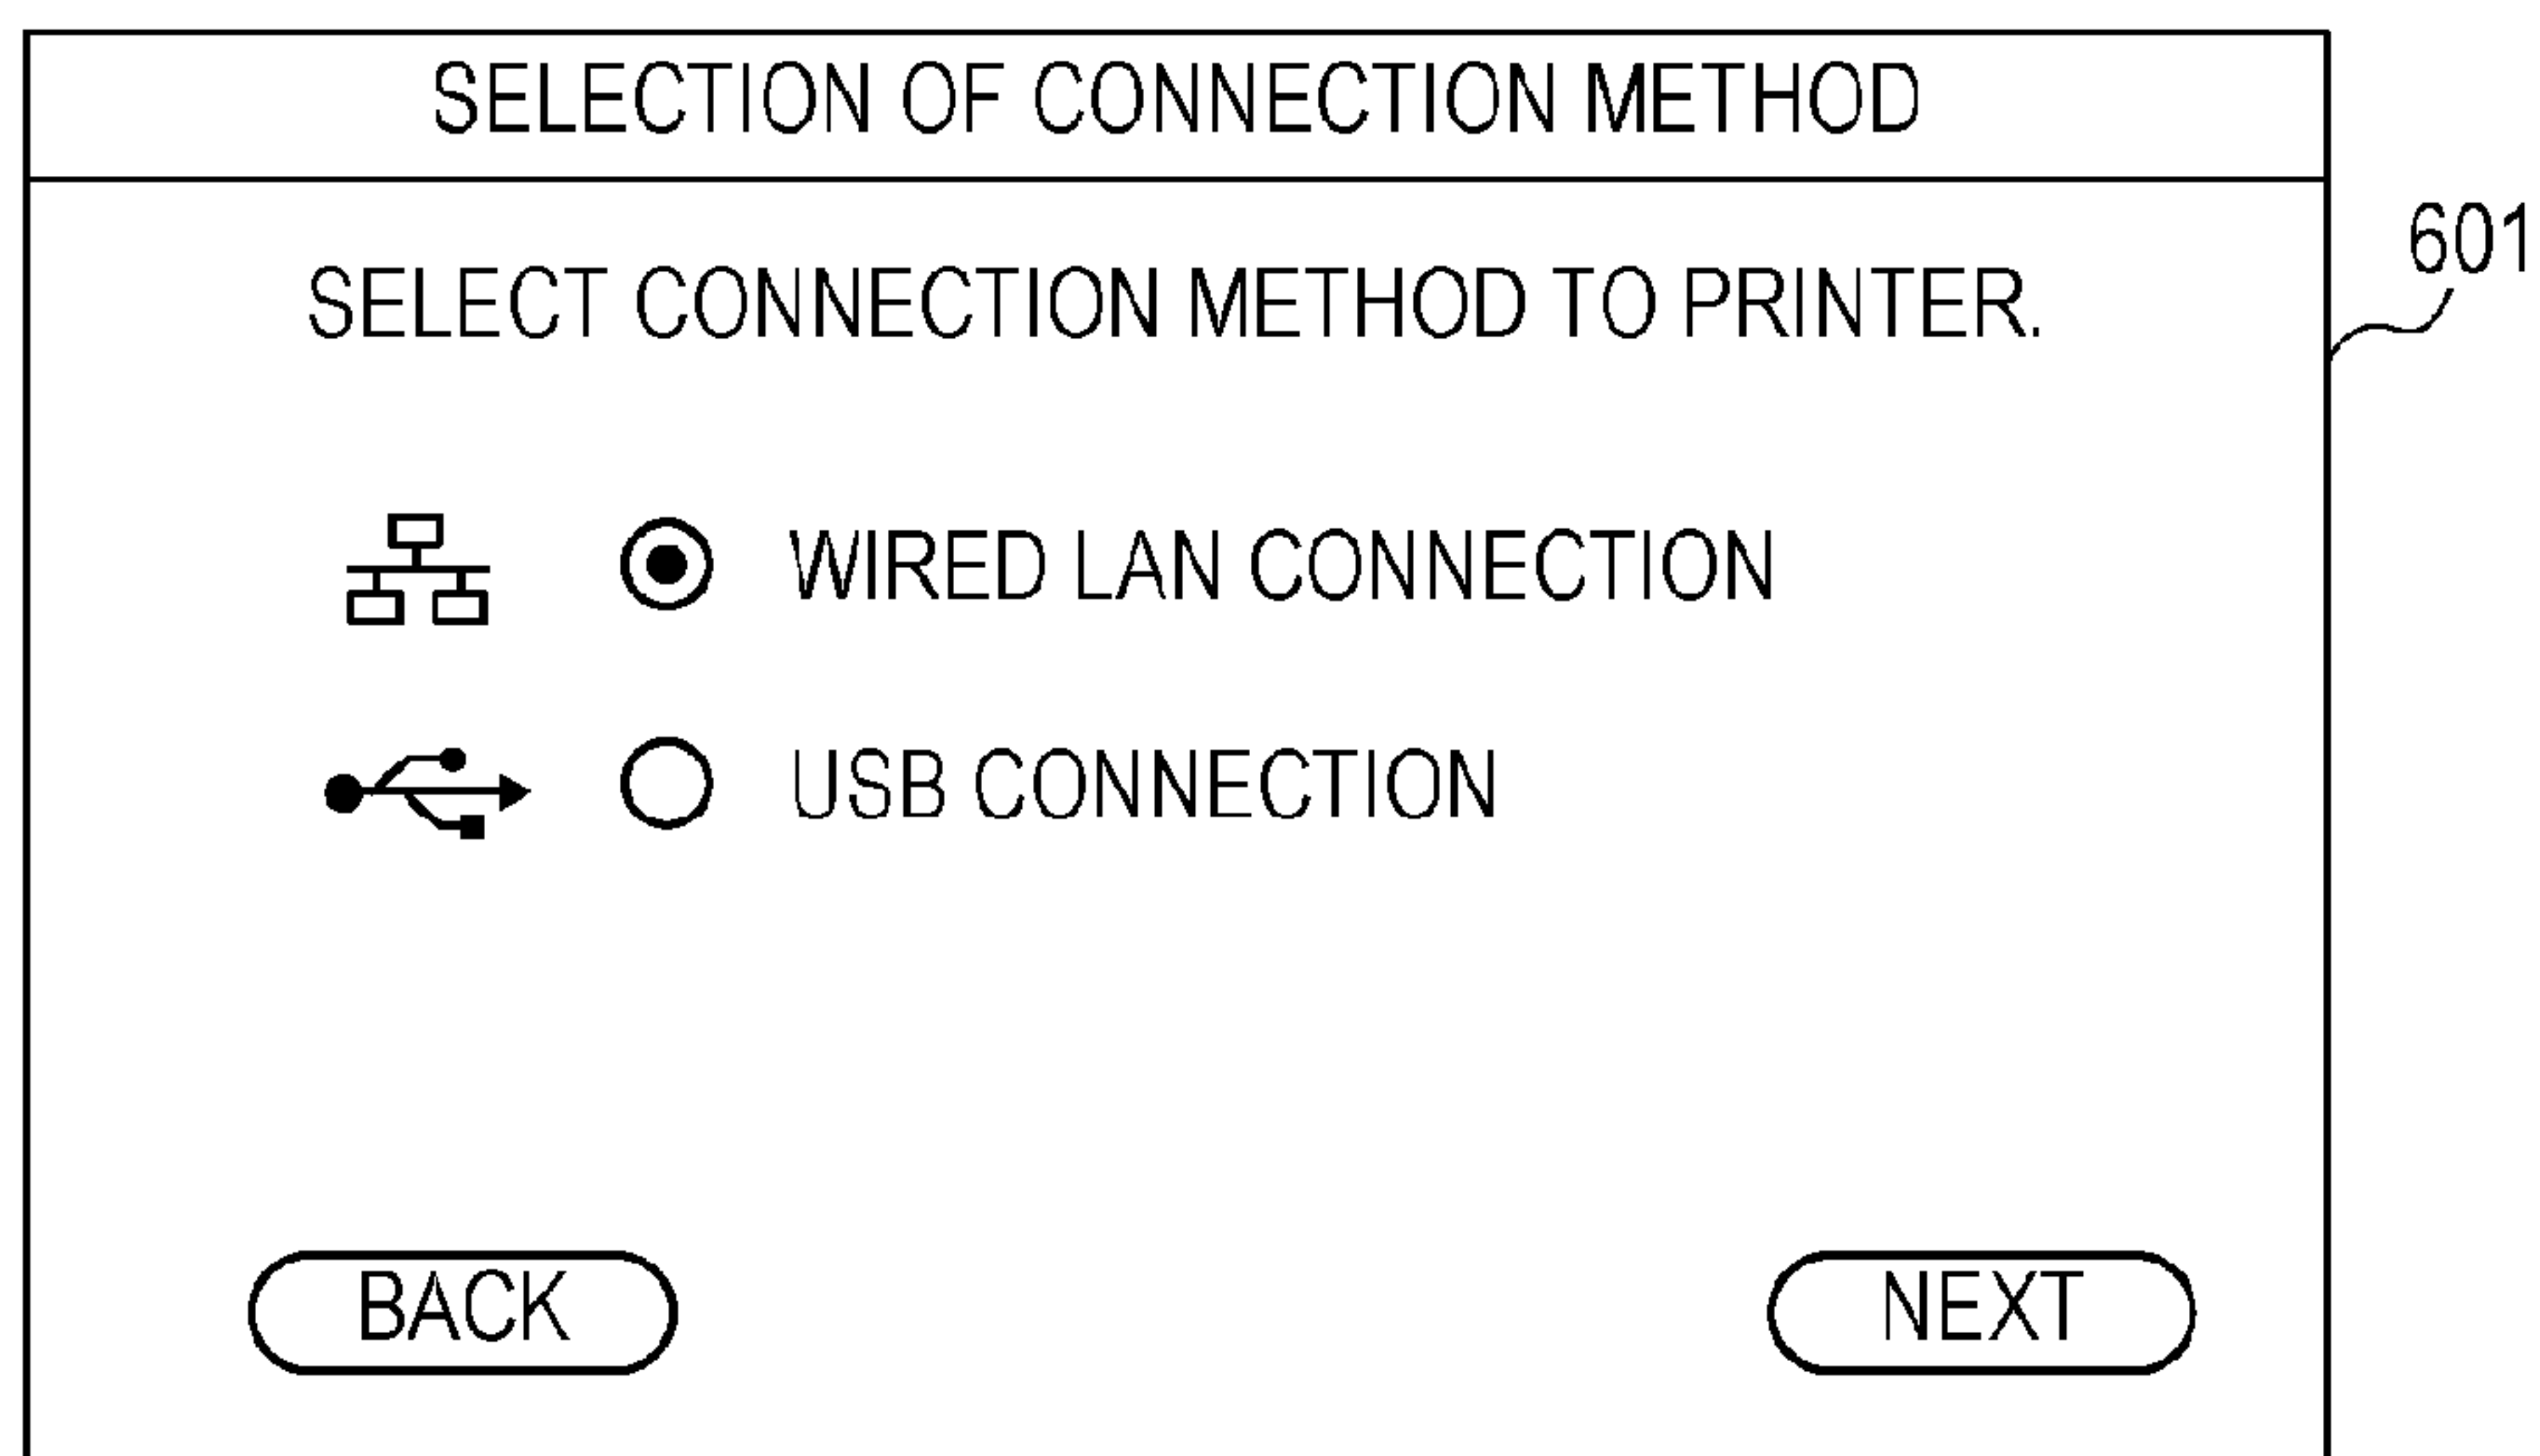 SELECTION OF CONNECTION METHOD
601
SELECT CONNECTION METHOD TO PRINTER.
WIRED LAN CONNECTION
USB CONNECTION
BACK
NEXT